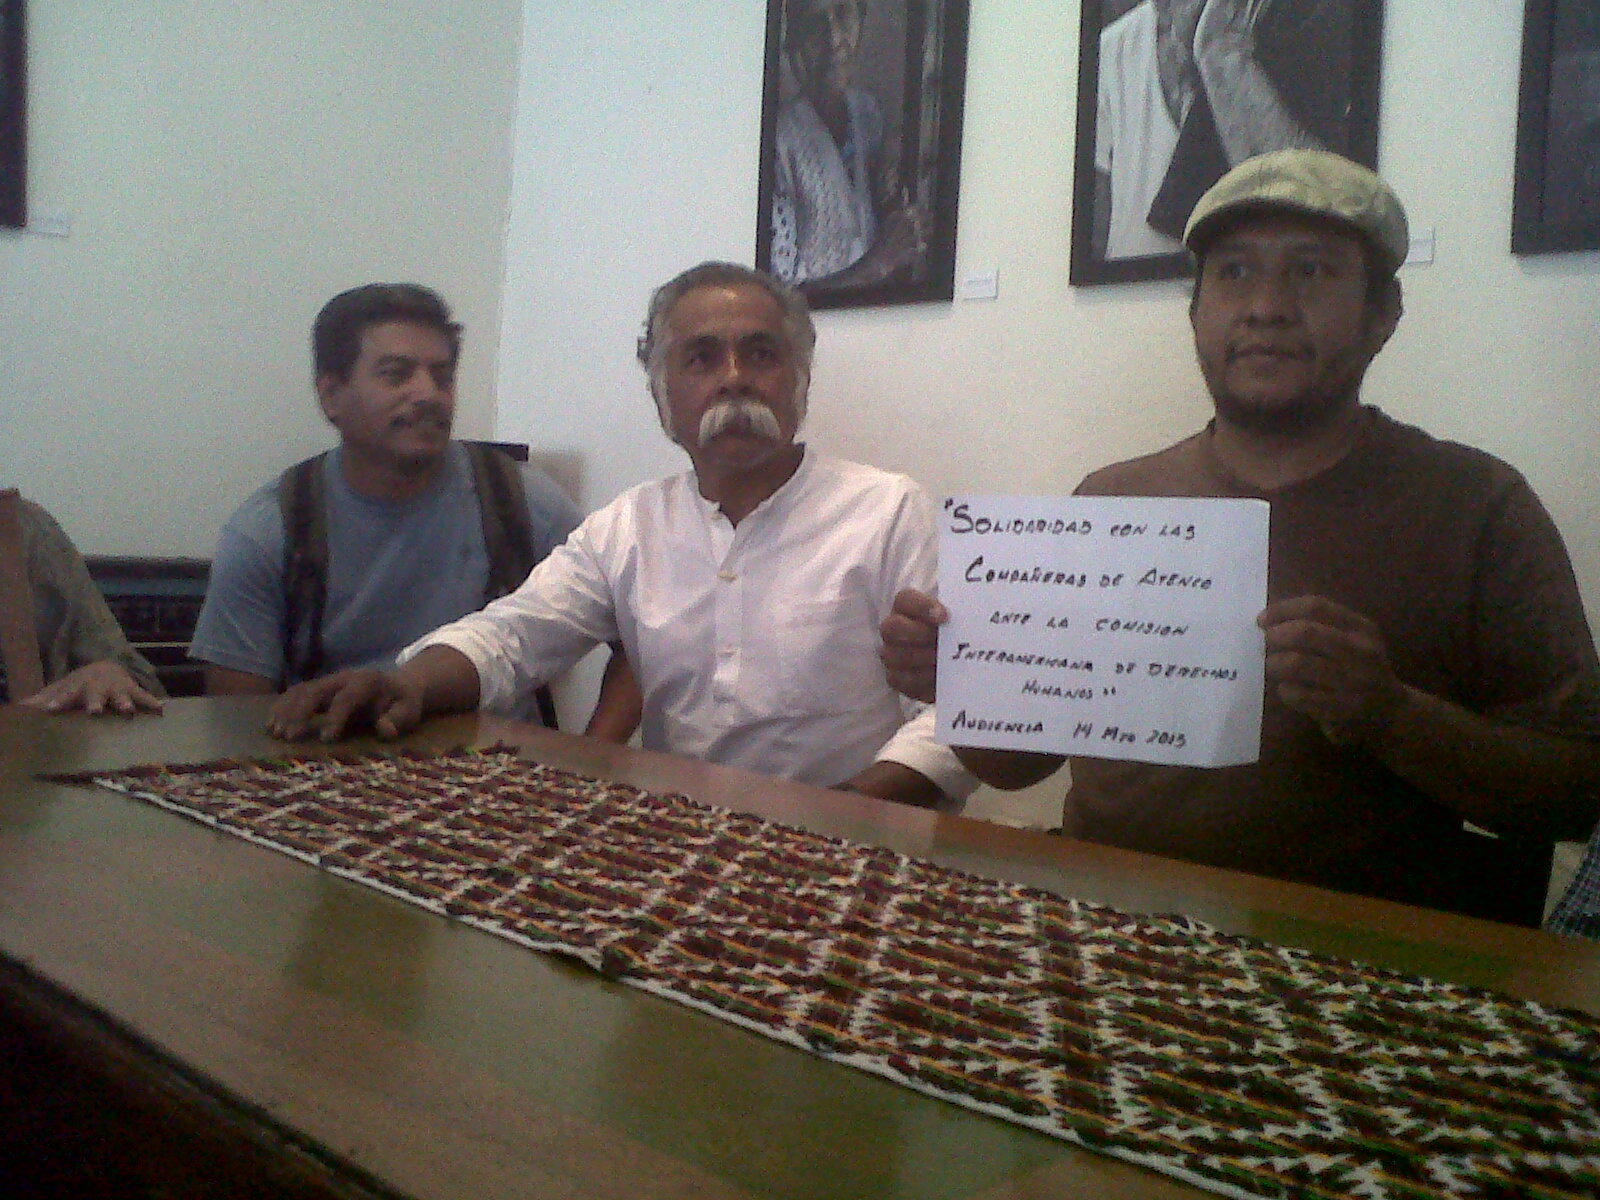 "SOLIDARIDAD CON LAS
COMPAÑERAS DE ATENCO
ANTE LA COMISION
INTERAMERICANA DE DERECHOS
HUMANOS"
AUDIENCIA 14 MZO 2013